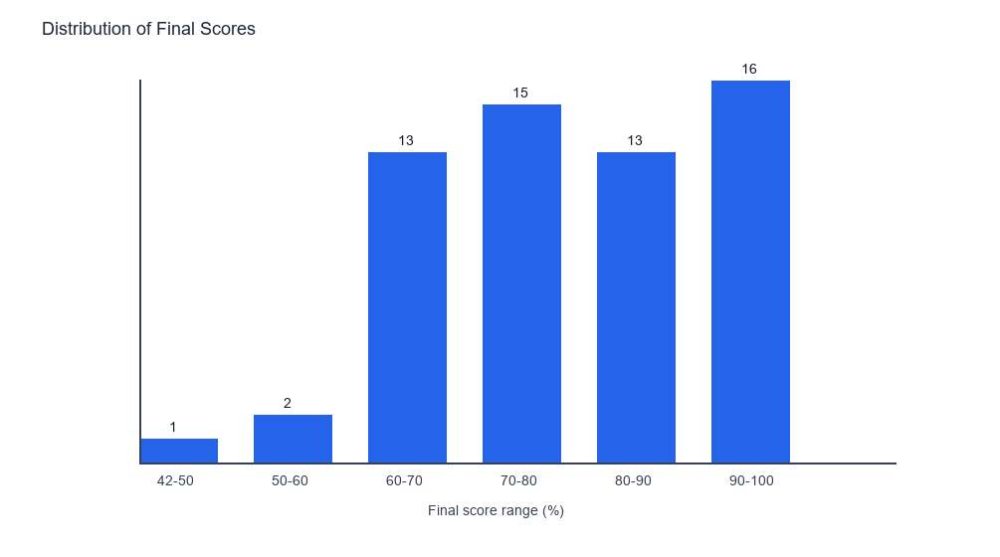 Distribution of Final Scores
16
15
13
13
2
1
42-50 50-60 60-70 70-80 80-90 90-100
Final score range (%)